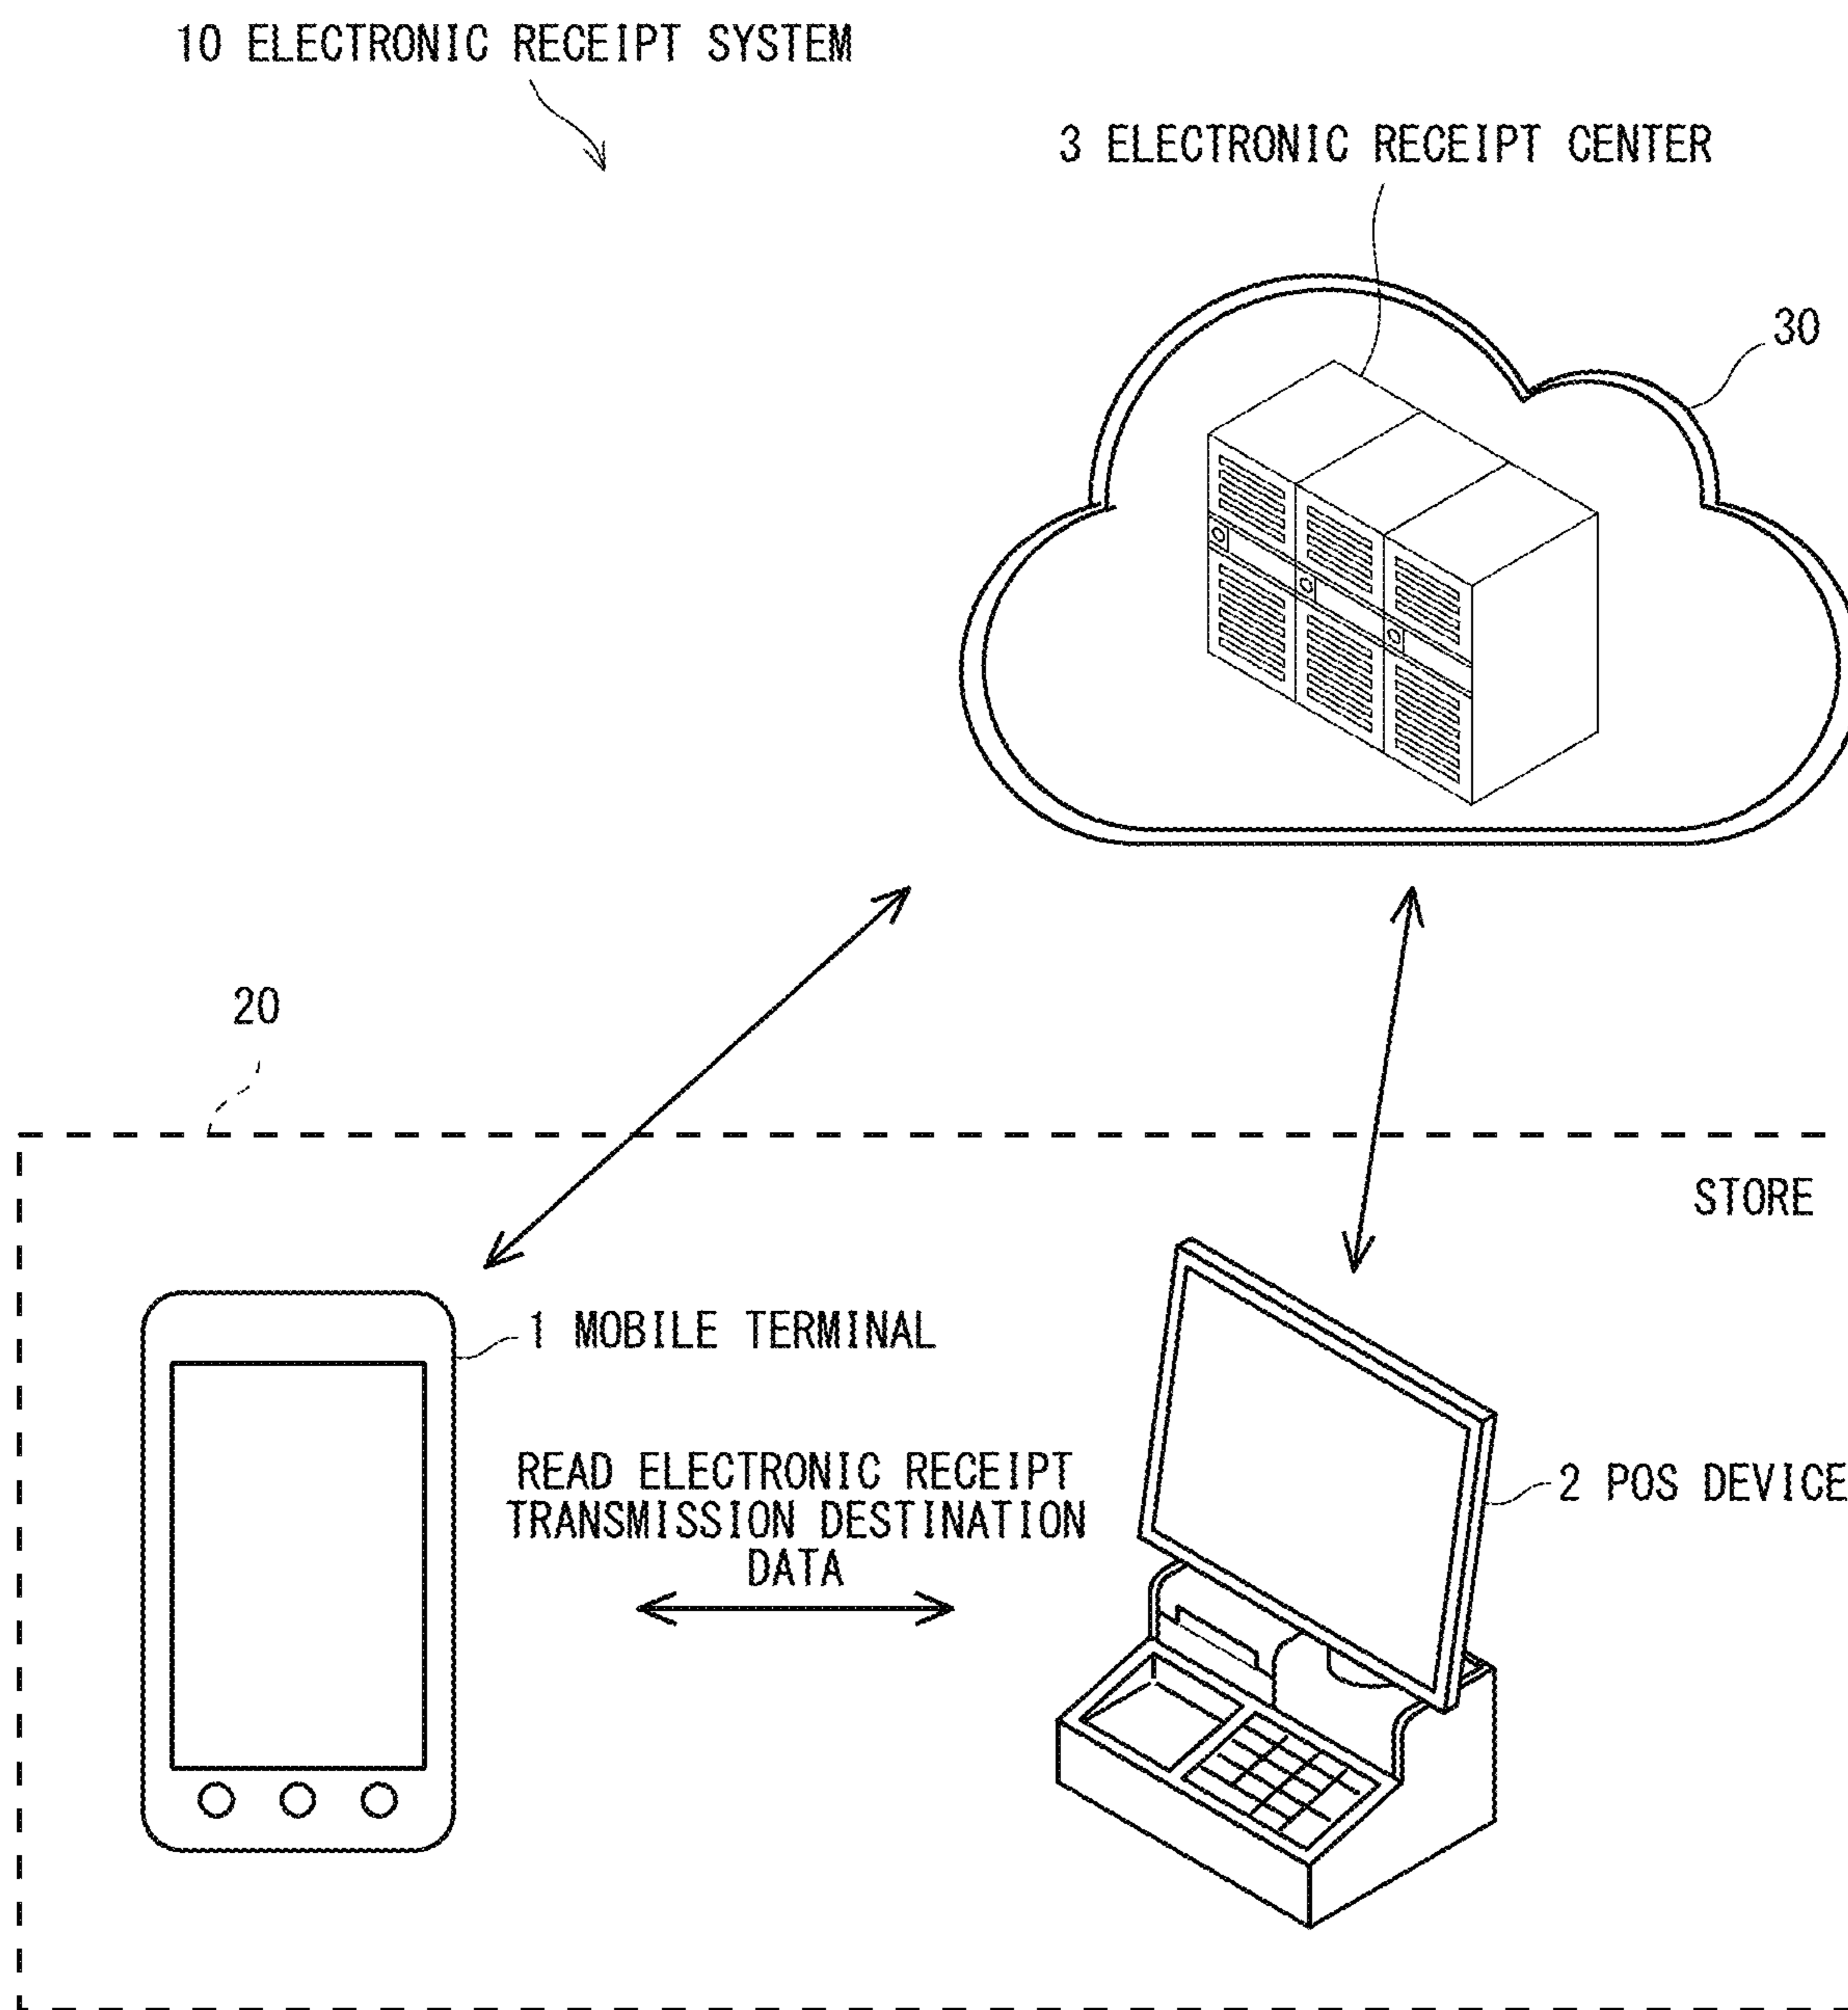 10 ELECTRONIC RECEIPT SYSTEM
3 ELECTRONIC RECEIPT CENTER
30
20
STORE
1 MOBILE TERMINAL
READ ELECTRONIC RECEIPT
TRANSMISSION DESTINATION
DATA
2 POS DEVICE